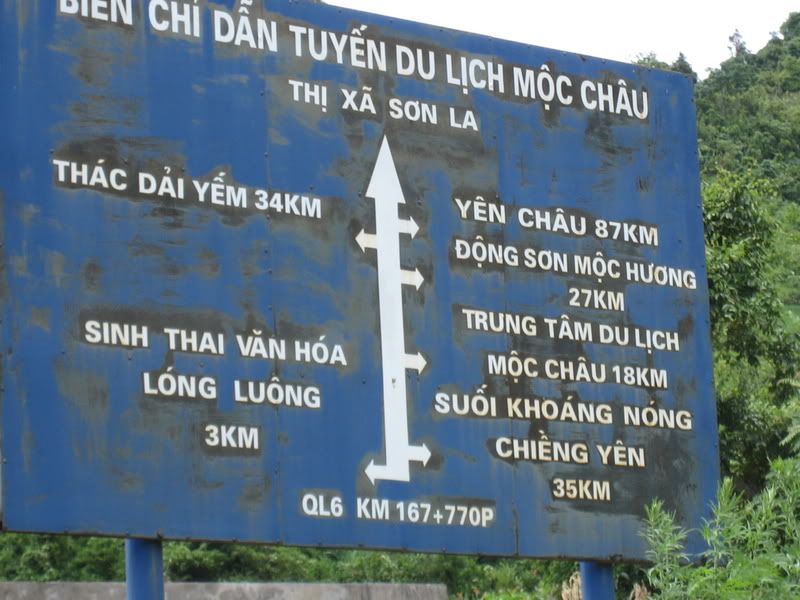 BIỂN CHỈ DẪN TUYẾN DU LỊCH MỘC CHÂU
THỊ XÃ SƠN LA
THÁC DẢI YẾM 34KM
YÊN CHÂU 87KM
ĐỘNG SƠN MỘC HƯƠNG
27KM
TRUNG TÂM DU LỊCH
MỘC CHÂU 18KM
SINH THAI VĂN HÓA
LÓNG LUÔNG
3KM
SUỐI KHOÁNG NÓNG
CHIỀNG YÊN
35KM
QL6 KM 167+770P